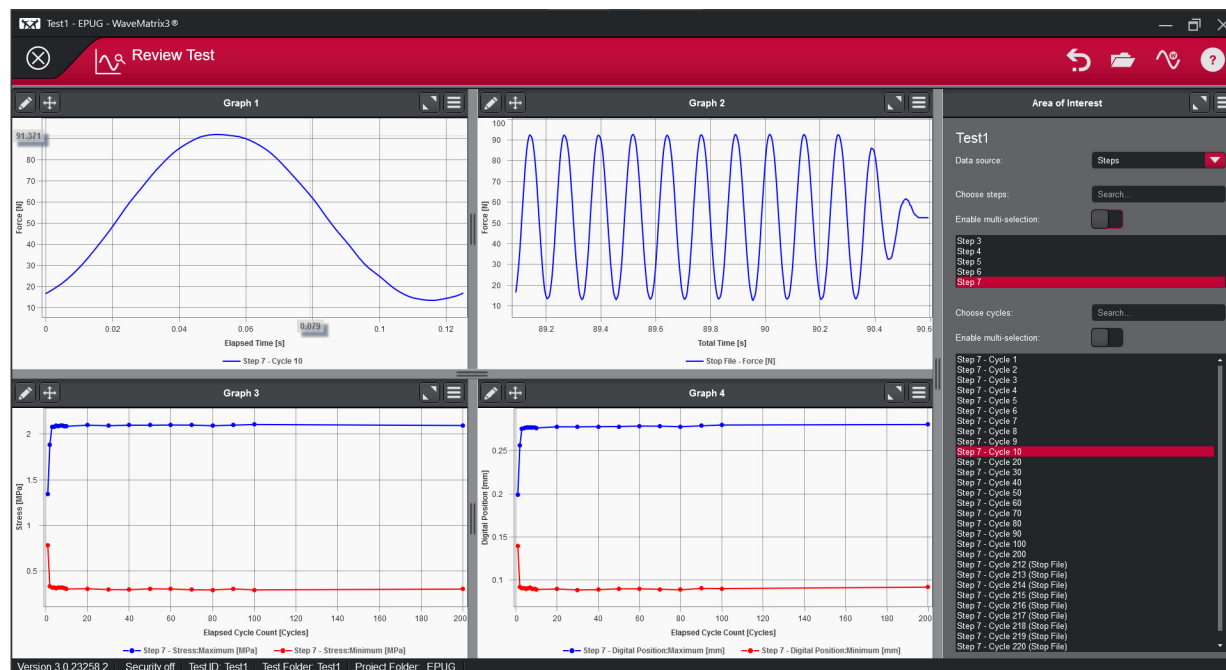 Test1 - EPUG - WaveMatrix3®
Review Test
Graph 1
91.371
80
60
50
40
30
20
10
Force [N]
0
0.02
0.04
0.06
0.079
0.1
0.12
Elapsed Time [s]
Step 7 - Cycle 10
Graph 2
100
90
80
70
60
50
40
30
20
10
Force [N]
89.2
89.4
89.6
89.8
90
90.2
90.4
90.6
Total Time [s]
Stop File - Force [N]
Graph 3
2
1.5
1
0.5
Stress [MPa]
0
20
40
60
80
100
120
140
160
180
200
Elapsed Cycle Count [Cycles]
Step 7 - Stress:Maximum [MPa]
Step 7 - Stress:Minimum [MPa]
Graph 4
0.25
0.2
0.15
0.1
Digital Position [mm]
0
20
40
60
80
100
120
140
160
180
200
Elapsed Cycle Count [Cycles]
Step 7 - Digital Position:Maximum [mm]
Step 7 - Digital Position:Minimum [mm]
Area of Interest
Test1
Data source:
Steps
Choose steps:
Search...
Enable multi-selection:
Step 3
Step 4
Step 5
Step 6
Step 7
Choose cycles:
Search...
Enable multi-selection:
Step 7 - Cycle 1
Step 7 - Cycle 2
Step 7 - Cycle 3
Step 7 - Cycle 4
Step 7 - Cycle 5
Step 7 - Cycle 6
Step 7 - Cycle 7
Step 7 - Cycle 8
Step 7 - Cycle 9
Step 7 - Cycle 10
Step 7 - Cycle 20
Step 7 - Cycle 30
Step 7 - Cycle 40
Step 7 - Cycle 50
Step 7 - Cycle 60
Step 7 - Cycle 70
Step 7 - Cycle 80
Step 7 - Cycle 90
Step 7 - Cycle 100
Step 7 - Cycle 200
Step 7 - Cycle 212 (Stop File)
Step 7 - Cycle 213 (Stop File)
Step 7 - Cycle 214 (Stop File)
Step 7 - Cycle 215 (Stop File)
Step 7 - Cycle 216 (Stop File)
Step 7 - Cycle 217 (Stop File)
Step 7 - Cycle 218 (Stop File)
Step 7 - Cycle 219 (Stop File)
Step 7 - Cycle 220 (Stop File)
Version 3.0.23258.2 Security off Test ID: Test1 Test Folder: Test1 Project Folder: EPUG